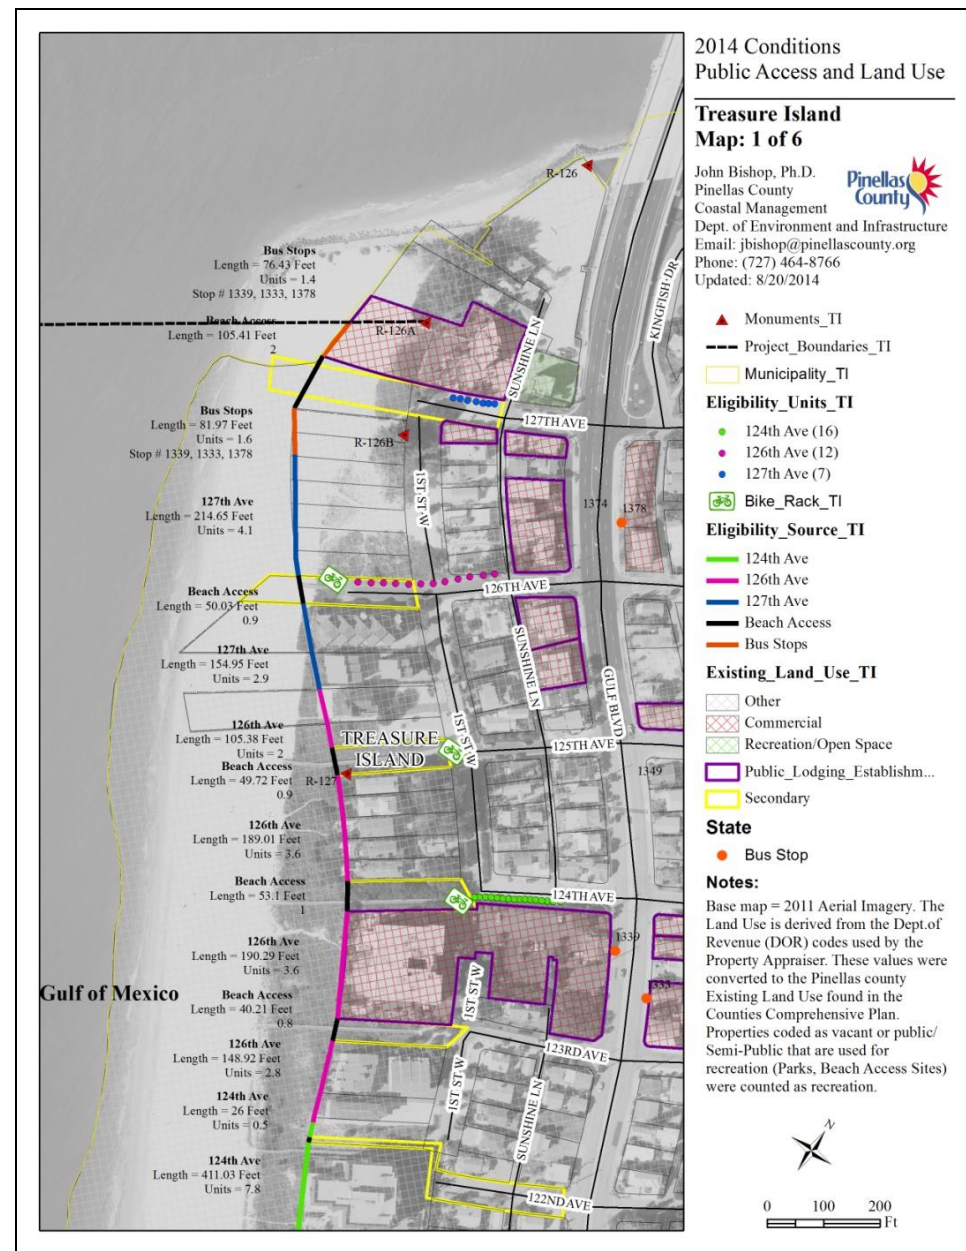 2014 Conditions
Public Access and Land Use
Treasure Island
Map: 1 of 6
John Bishop, Ph.D.
Pinellas County
Coastal Management
Dept. of Environment and Infrastructure
Email: jbishop@pinellascounty.org
Phone: (727) 464-8766
Updated: 8/20/2014
Pinellas
County
Monuments_TI
Project_Boundaries_TI
Municipality_TI
Eligibility_Units_TI
124th Ave (16)
126th Ave (12)
127th Ave (7)
Bike_Rack_TI
Eligibility_Source_TI
124th Ave
126th Ave
127th Ave
Beach Access
Bus Stops
Existing_Land_Use_TI
Other
Commercial
Recreation/Open Space
Public_Lodging_Establishm...
Secondary
State
Bus Stop
Notes:
Base map = 2011 Aerial Imagery. The
Land Use is derived from the Dept.of
Revenue (DOR) codes used by the
Property Appraiser. These values were
converted to the Pinellas county
Existing Land Use found in the
Counties Comprehensive Plan.
Properties coded as vacant or public/
Semi-Public that are used for
recreation (Parks, Beach Access Sites)
were counted as recreation.
N
0 100 200
Ft
R-126
Bus Stops
Length = 76.43 Feet
Units = 1.4
Stop # 1339, 1333, 1378
Beach Access
Length = 105.41 Feet
2
R-126A
SUNSHINE LN
KINGFISH DR
127TH AVE
Bus Stops
Length = 81.97 Feet
Units = 1.6
Stop # 1339, 1333, 1378
R-126B
1ST ST W
1374
1378
127th Ave
Length = 214.65 Feet
Units = 4.1
126TH AVE
Beach Access
Length = 50.03 Feet
0.9
SUNSHINE LN
GULF BLVD
127th Ave
Length = 154.95 Feet
Units = 2.9
126th Ave
Length = 105.38 Feet
Units = 2
TREASURE
ISLAND
1ST ST W
125TH AVE
Beach Access
Length = 49.72 Feet
0.9
R-127
1349
126th Ave
Length = 189.01 Feet
Units = 3.6
Beach Access
Length = 53.1 Feet
1
124TH AVE
126th Ave
Length = 190.29 Feet
Units = 3.6
1339
1ST ST W
1333
Gulf of Mexico
Beach Access
Length = 40.21 Feet
0.8
126th Ave
Length = 148.92 Feet
Units = 2.8
123RD AVE
1ST ST W
SUNSHINE LN
124th Ave
Length = 26 Feet
Units = 0.5
124th Ave
Length = 411.03 Feet
Units = 7.8
122ND AVE